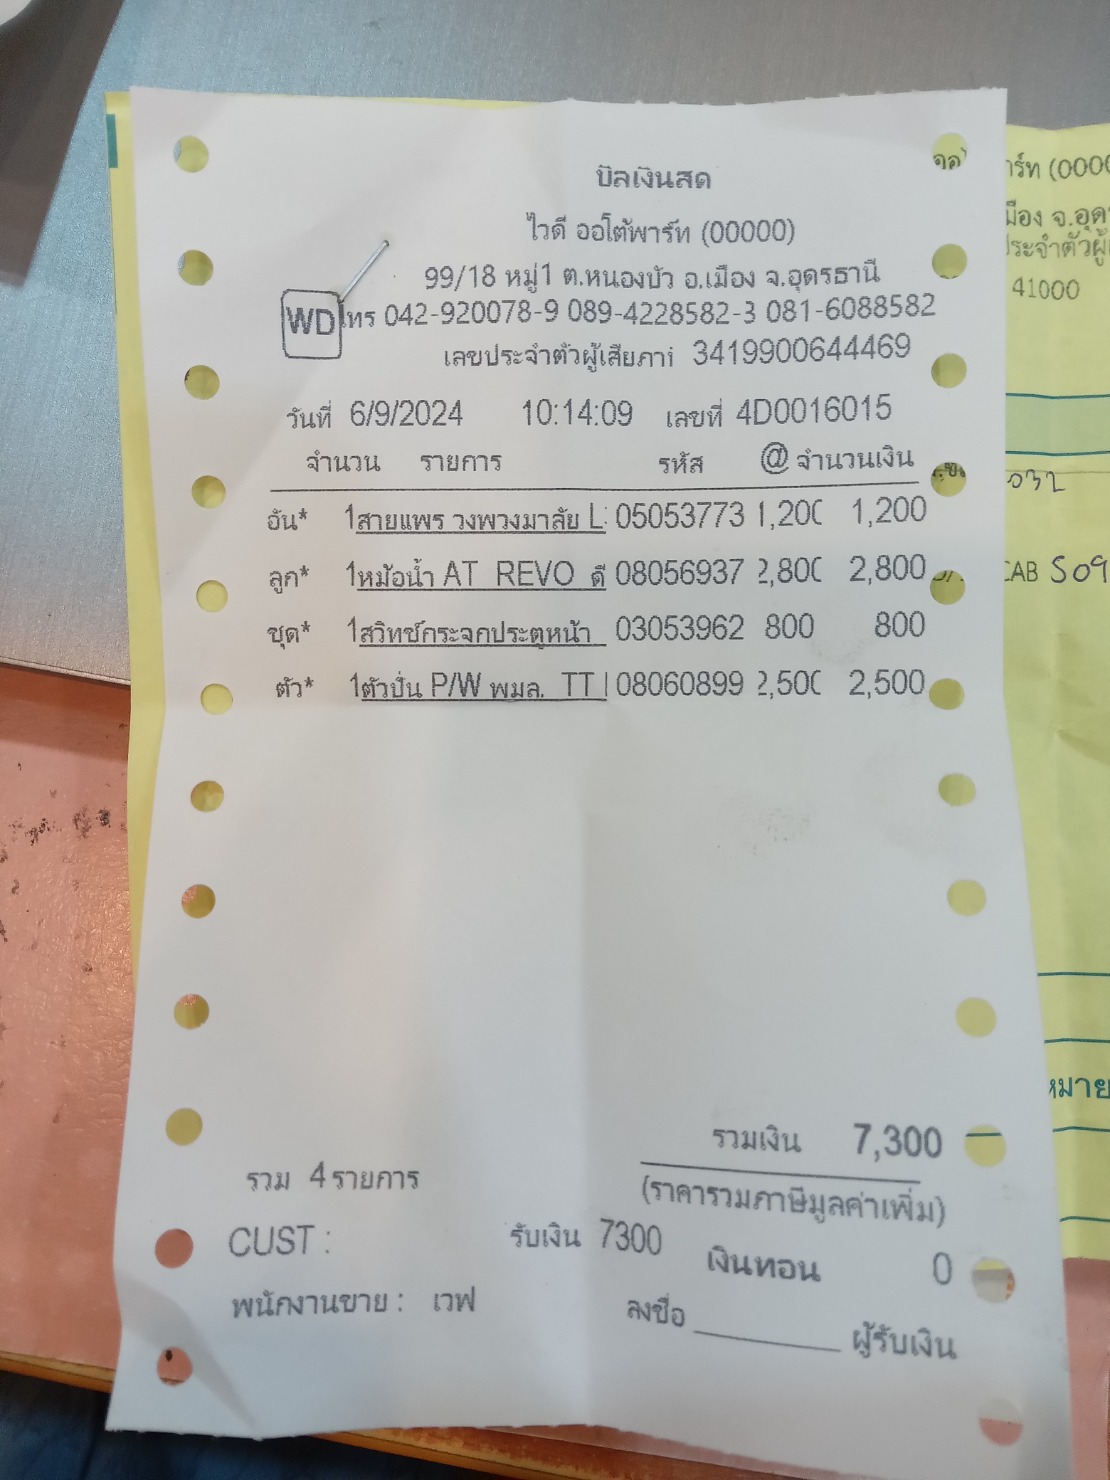 บิลเงินสด
ไวดี ออโต้พาร์ท (00000)
99/18 หมู่1 ต.หนองบัว อ.เมือง จ.อุดรธานี
WD โทร 042-920078-9 089-4228582-3 081-6088582
เลขประจำตัวผู้เสียภาษี 3419900644469
วันที่ 6/9/2024 10:14:09 เลขที่ 4D0016015
จำนวน รายการ รหัส @ จำนวนเงิน
อัน* 1 สายแพร วงพวงมาลัย L 05053773 1,200 1,200
ลูก* 1 หม้อน้ำ AT REVO ดี 08056937 2,800 2,800
ชุด* 1 สวิทช์กระจกประตูหน้า 03053962 800 800
ตัว* 1 ตัวปั่น P/W พมล. TT 08060899 2,500 2,500
รวมเงิน 7,300
รวม 4 รายการ
(ราคารวมภาษีมูลค่าเพิ่ม)
CUST : รับเงิน 7300 เงินทอน 0
พนักงานขาย : เวฟ ลงชื่อ ผู้รับเงิน
าร์ท
41000
032
CAB S09
หมาย